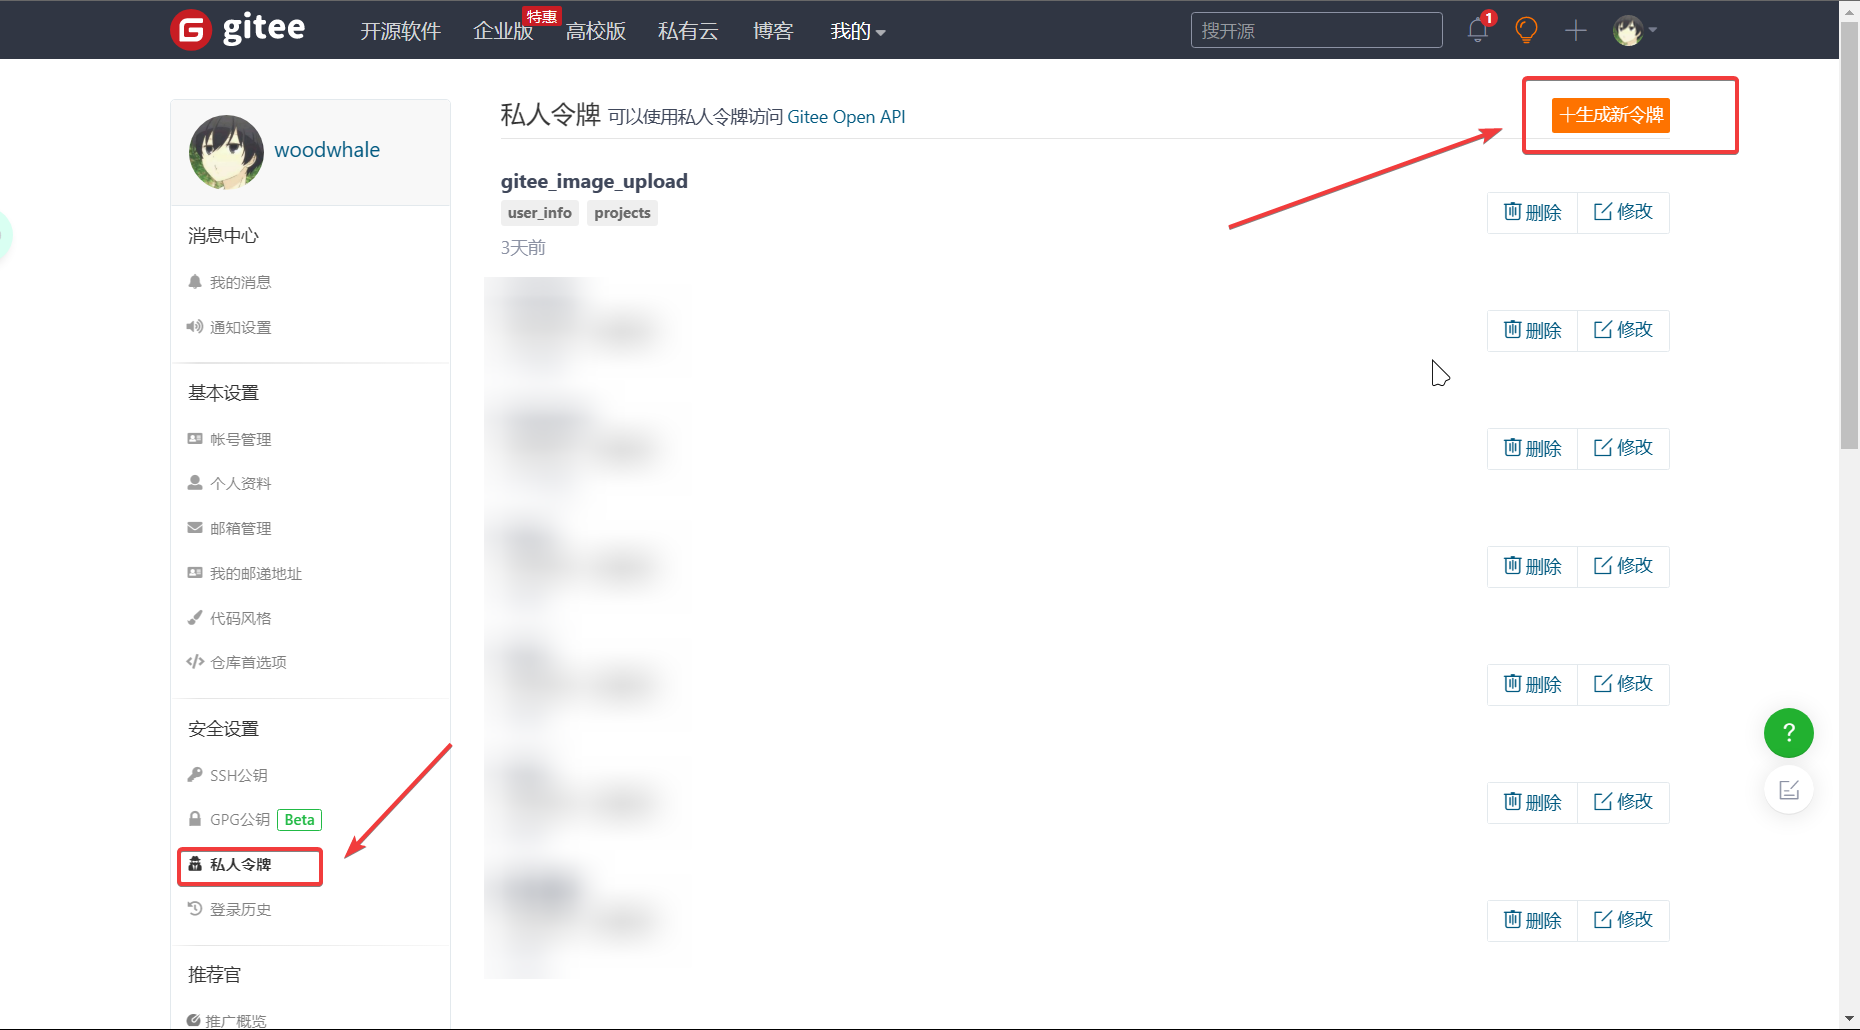 gitee 开源软件 企业版 特惠 高校版 私有云 博客 我的 搜开源 1
woodwhale
消息中心
我的消息
通知设置
基本设置
帐号管理
个人资料
邮箱管理
我的邮递地址
代码风格
仓库首选项
安全设置
SSH公钥
GPG公钥 Beta
私人令牌
登录历史
推荐官
推广概览
私人令牌 可以使用私人令牌访问 Gitee Open API
+生成新令牌
gitee_image_upload
user_info projects
3天前
删除 修改
删除 修改
删除 修改
删除 修改
删除 修改
删除 修改
删除 修改
?